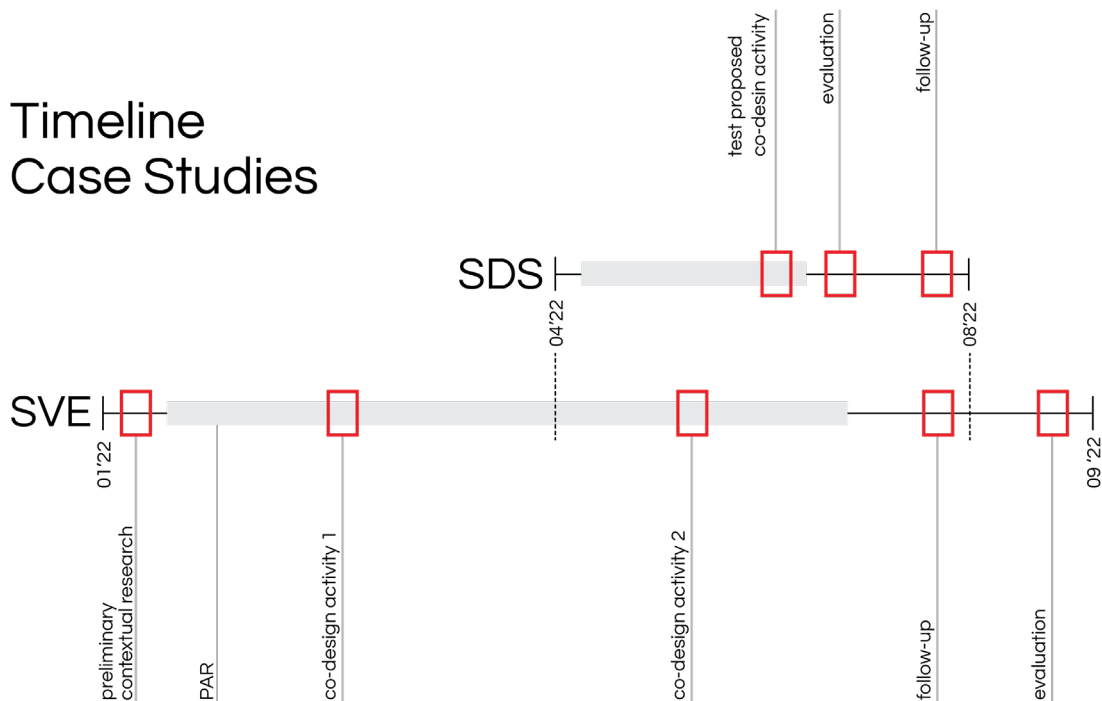 Timeline
Case Studies
test proposed
co-desin activity
evaluation
follow-up
SDS
04'22
08'22
SVE
01'22
09 '22
preliminary
contextual research
PAR
co-design activity 1
co-design activity 2
follow-up
evaluation